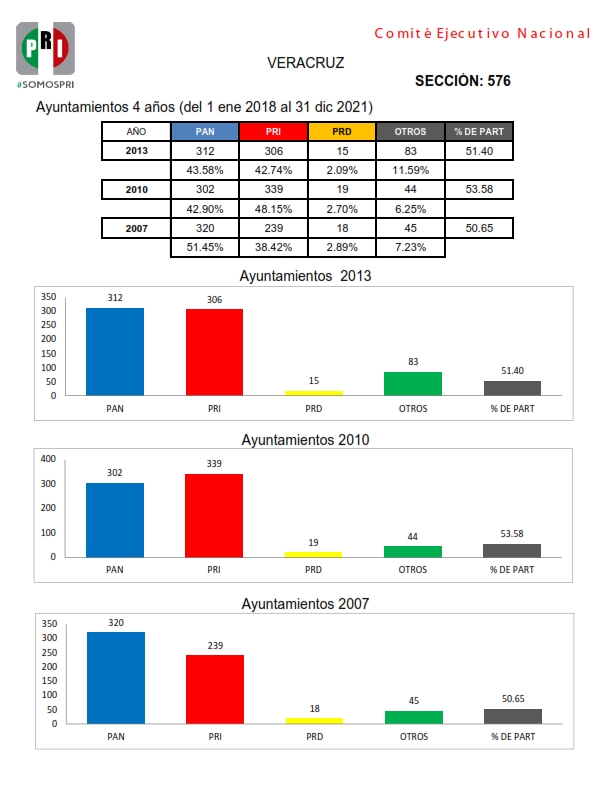 Comité Ejecutivo Nacional
PRI
#SOMOSPRI
VERACRUZ
SECCIÓN: 576
Ayuntamientos 4 años (del 1 ene 2018 al 31 dic 2021)
AÑO PAN PRI PRD OTROS % DE PART
2013 312 306 15 83 51.40
43.58% 42.74% 2.09% 11.59%
2010 302 339 19 44 53.58
42.90% 48.15% 2.70% 6.25%
2007 320 239 18 45 50.65
51.45% 38.42% 2.89% 7.23%
Ayuntamientos 2013
350
300
250
200
150
100
50
0
312 306 15 83 51.40
PAN PRI PRD OTROS % DE PART
Ayuntamientos 2010
400
300
200
100
0
302 339 19 44 53.58
PAN PRI PRD OTROS % DE PART
Ayuntamientos 2007
350
300
250
200
150
100
50
0
320 239 18 45 50.65
PAN PRI PRD OTROS % DE PART